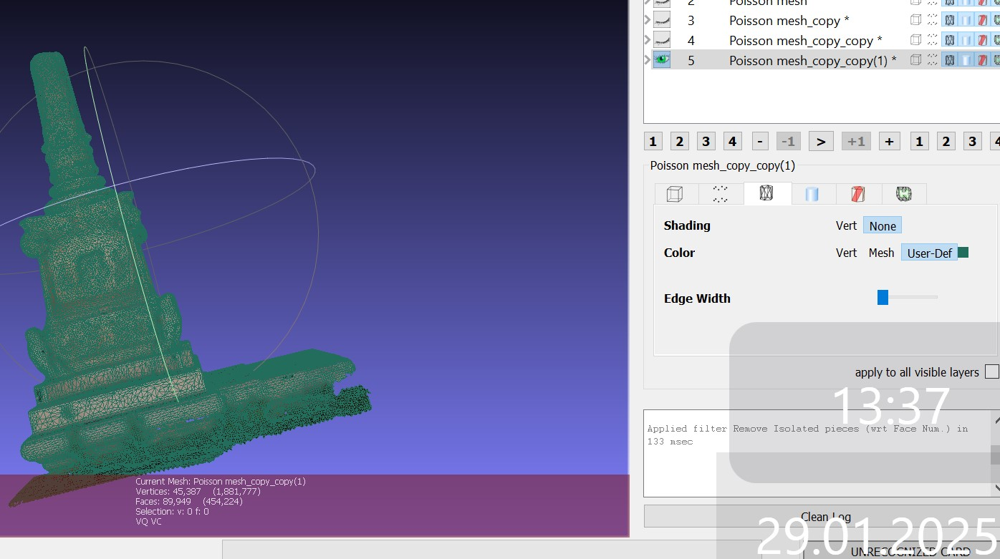 2 Poisson mesh
3 Poisson mesh_copy *
4 Poisson mesh_copy_copy *
5 Poisson mesh_copy_copy(1) *
1 2 3 4 - -1 > +1 + 1 2 3 4
Poisson mesh_copy_copy(1)
Shading Vert None
Color Vert Mesh User-Def
Edge Width
apply to all visible layers
13:37
Applied filter Remove Isolated pieces (wrt Face Num.) in
133 msec
Current Mesh: Poisson mesh_copy_copy(1)
Vertices: 45,387 (1,881,777)
Faces: 89,949 (454,224)
Selection: v: 0 f: 0
VQ VC
Clean Log
29.01.2025
UNRECOGNIZED CARD